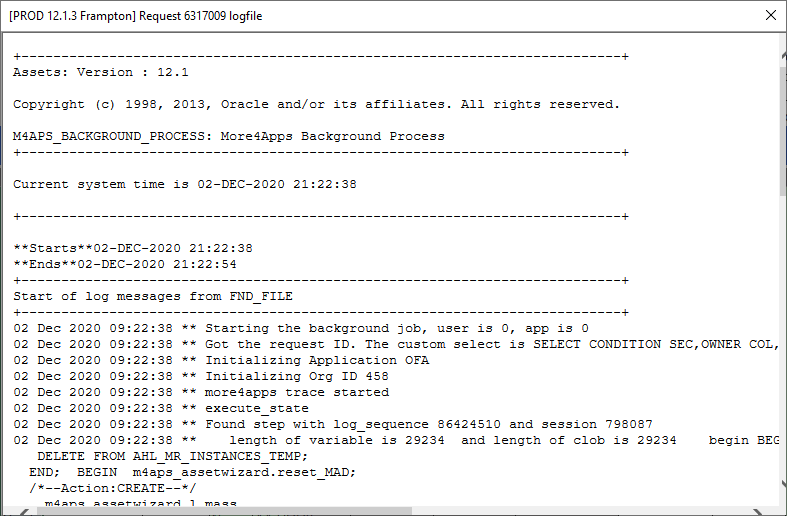 [PROD 12.1.3 Frampton] Request 6317009 logfile
+---------------------------------------------------------------------------+
Assets: Version : 12.1
Copyright (c) 1998, 2013, Oracle and/or its affiliates. All rights reserved.
M4APS_BACKGROUND_PROCESS: More4Apps Background Process
+---------------------------------------------------------------------------+
Current system time is 02-DEC-2020 21:22:38
+---------------------------------------------------------------------------+
**Starts**02-DEC-2020 21:22:38
**Ends**02-DEC-2020 21:22:54
+---------------------------------------------------------------------------+
Start of log messages from FND_FILE
+---------------------------------------------------------------------------+
02 Dec 2020 09:22:38 ** Starting the background job, user is 0, app is 0
02 Dec 2020 09:22:38 ** Got the request ID. The custom select is SELECT CONDITION SEC,OWNER COL,
02 Dec 2020 09:22:38 ** Initializing Application OFA
02 Dec 2020 09:22:38 ** Initializing Org ID 458
02 Dec 2020 09:22:38 ** more4apps trace started
02 Dec 2020 09:22:38 ** execute_state
02 Dec 2020 09:22:38 ** Found step with log_sequence 86424510 and session 798087
02 Dec 2020 09:22:38 **    length of variable is 29234  and length of clob is 29234    begin BEG
   DELETE FROM AHL_MR_INSTANCES_TEMP;
  END;  BEGIN  m4aps_assetwizard.reset_MAD;
  /*--Action:CREATE--*/
    m4aps_assetwizard.l_mass